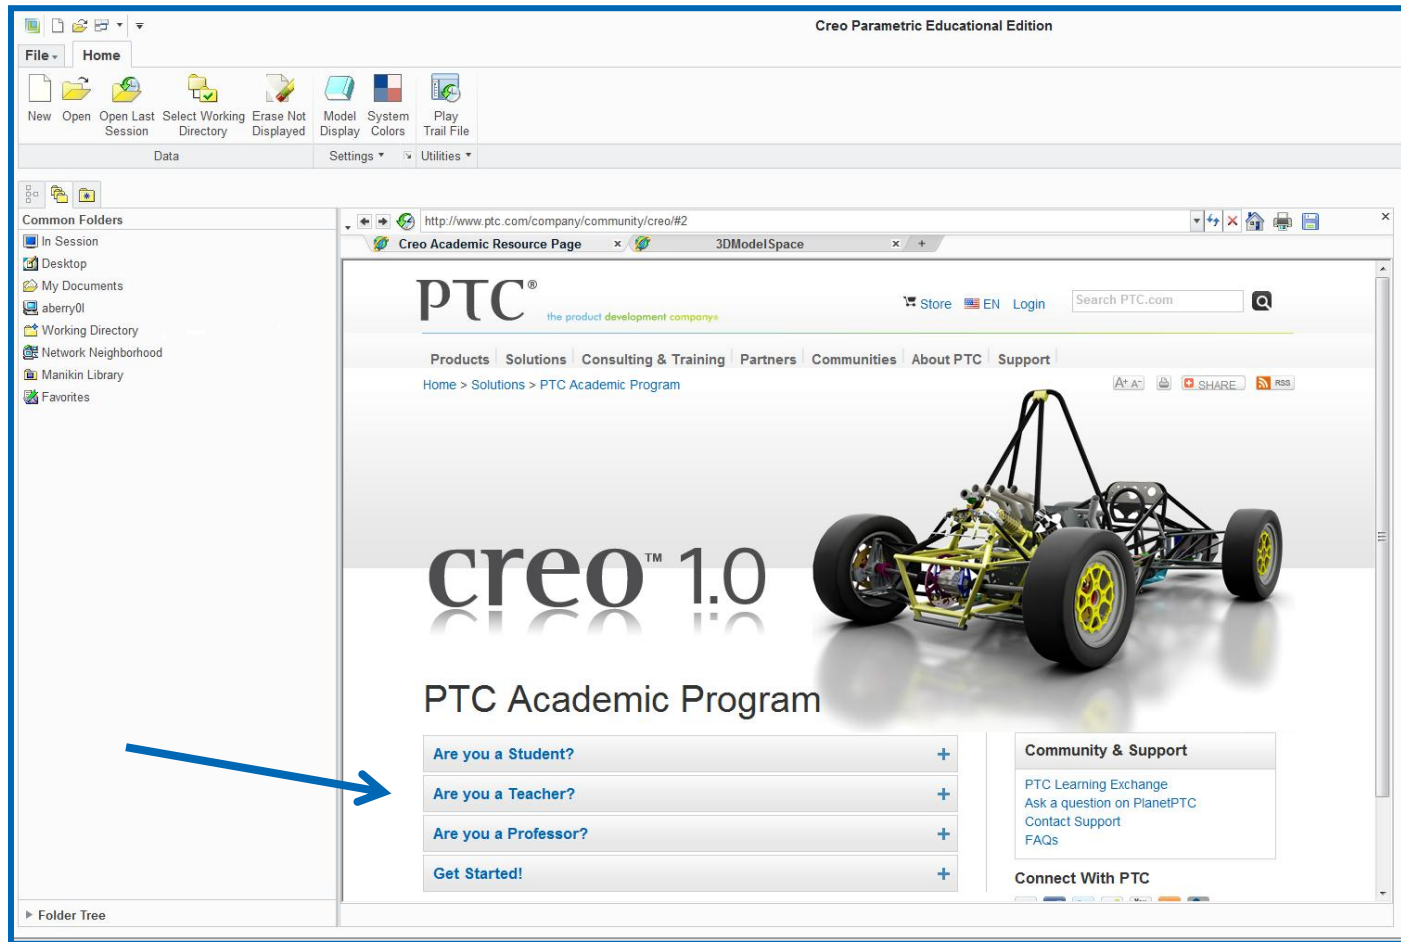 Creo Parametric Educational Edition
File Home
New Open Open Last Session Select Working Directory Erase Not Displayed Model Display System Colors Play Trail File
Data Settings Utilities
Common Folders
In Session
Desktop
My Documents
aberry0l
Working Directory
Network Neighborhood
Manikin Library
Favorites
Folder Tree
http://www.ptc.com/company/community/creo/#2
Creo Academic Resource Page 3DModelSpace
PTC®
the product development company®
Store EN Login Search PTC.com
Products Solutions Consulting & Training Partners Communities About PTC Support
Home > Solutions > PTC Academic Program
A+ A- SHARE RSS
creo™ 1.0
PTC Academic Program
Are you a Student?
Are you a Teacher?
Are you a Professor?
Get Started!
Community & Support
PTC Learning Exchange
Ask a question on PlanetPTC
Contact Support
FAQs
Connect With PTC